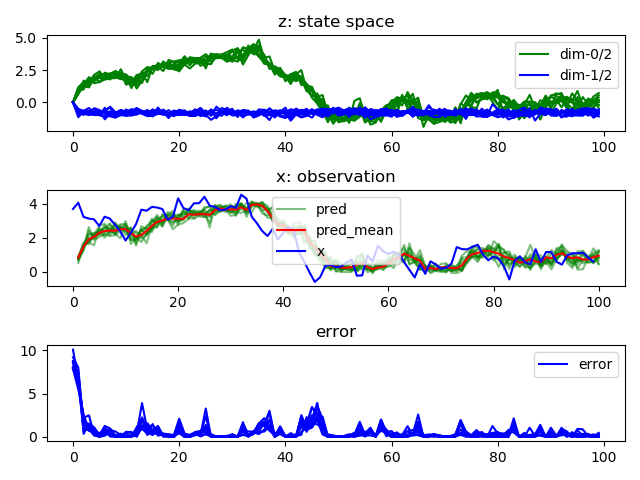 z: state space
5.0
2.5
0.0
dim-0/2
dim-1/2
0 20 40 60 80 100
x: observation
4
2
0
pred
pred_mean
x
0 20 40 60 80 100
error
10
5
0
error
0 20 40 60 80 100